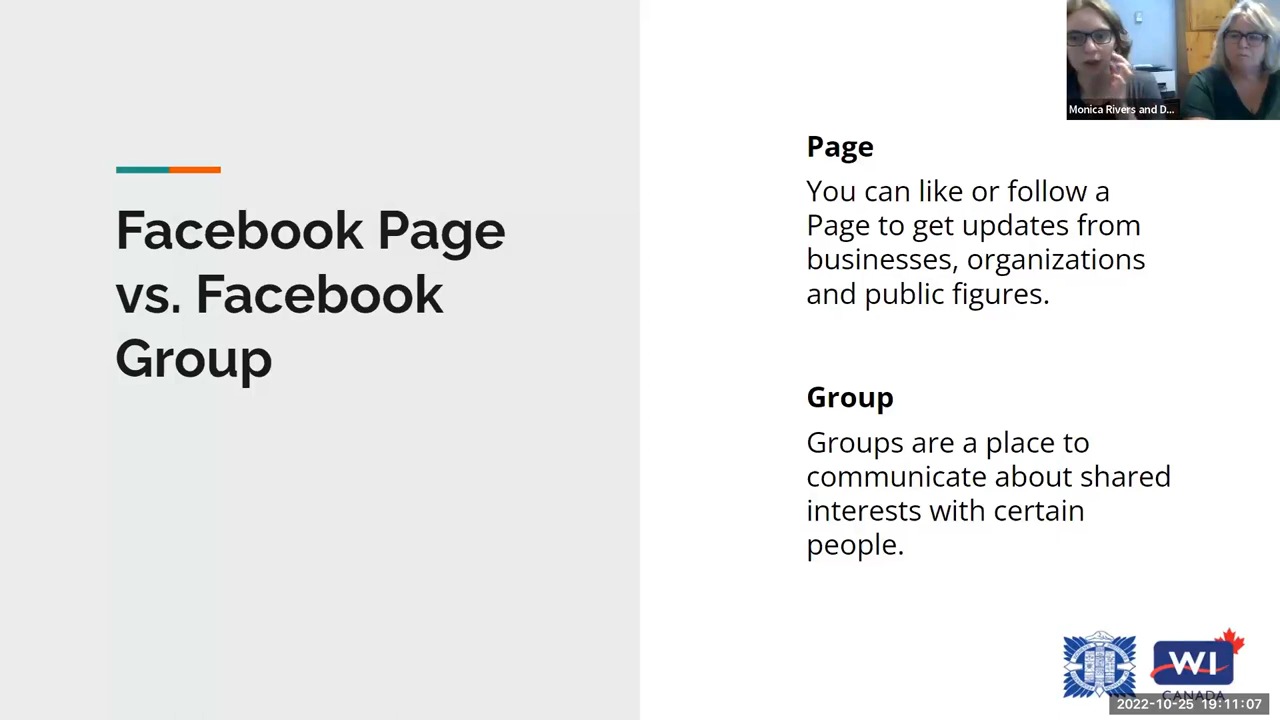 Facebook Page
vs. Facebook
Group
Page
You can like or follow a
Page to get updates from
businesses, organizations
and public figures.
Group
Groups are a place to
communicate about shared
interests with certain
people.
Monica Rivers and D...
WI
CANADA
2022-10-25 19:11:07